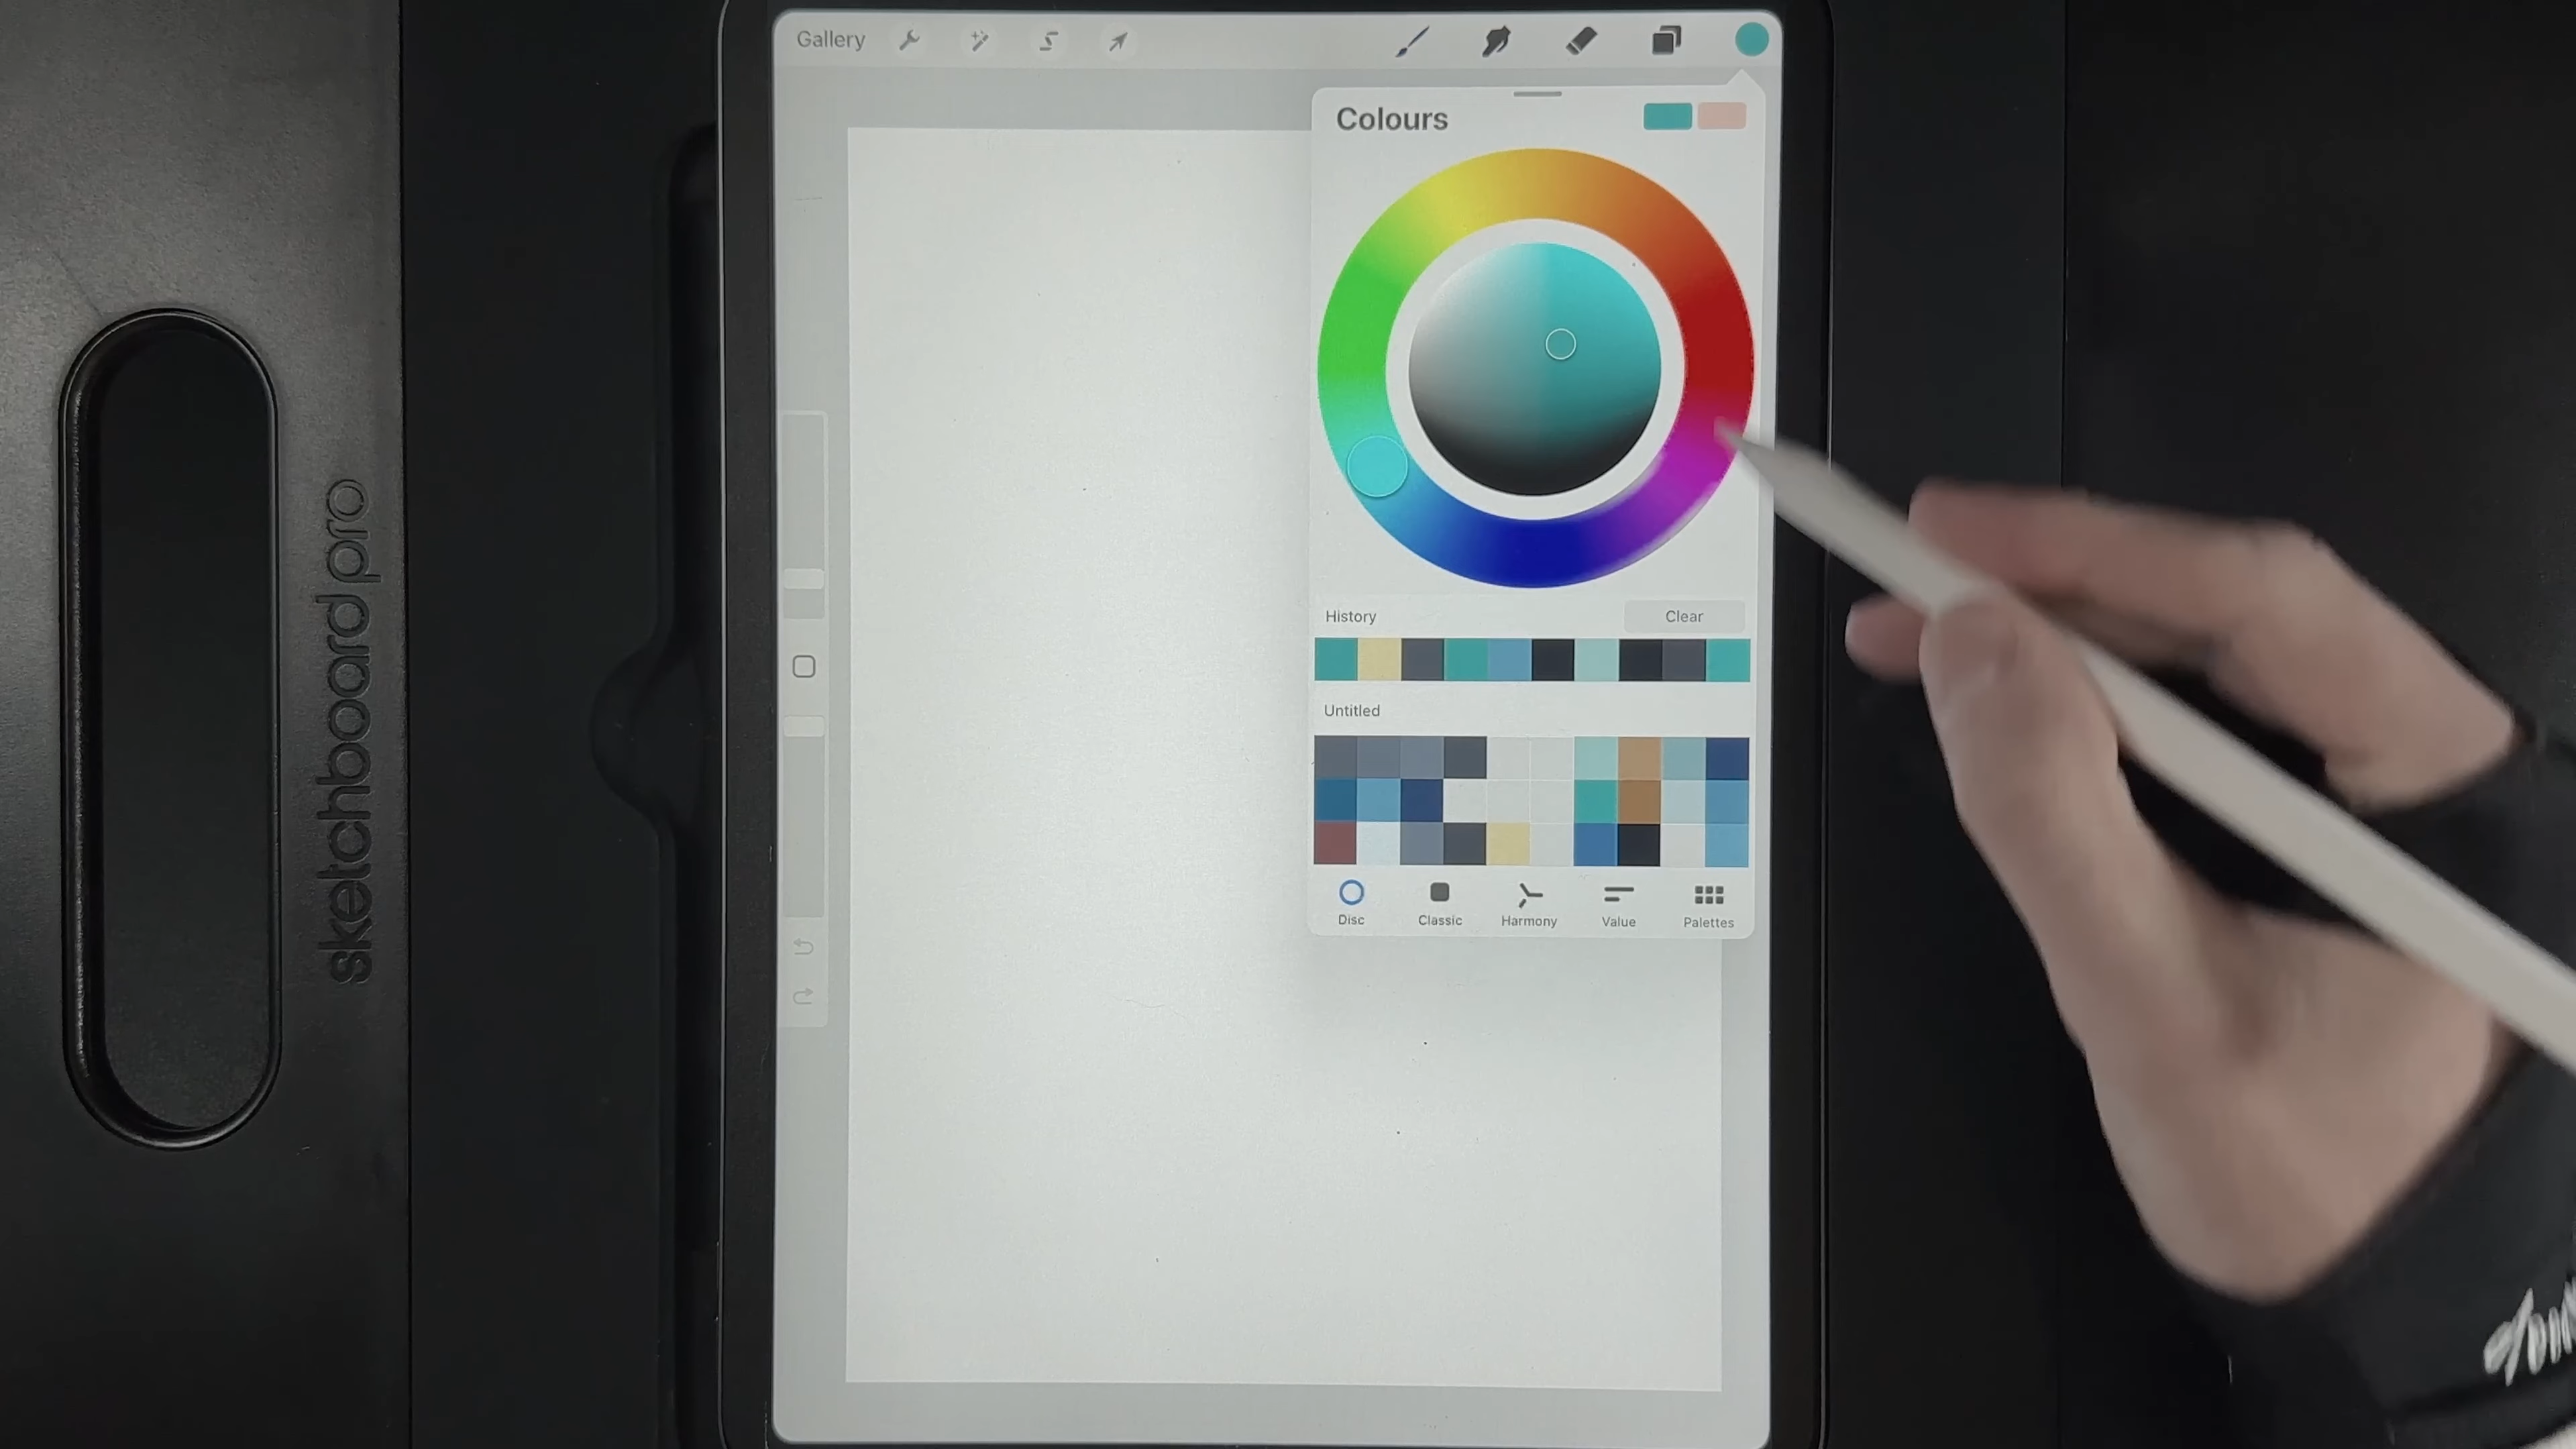 Gallery
Colours
History
Clear
Untitled
Disc
Classic
Harmony
Value
Palettes
sketchboard pro